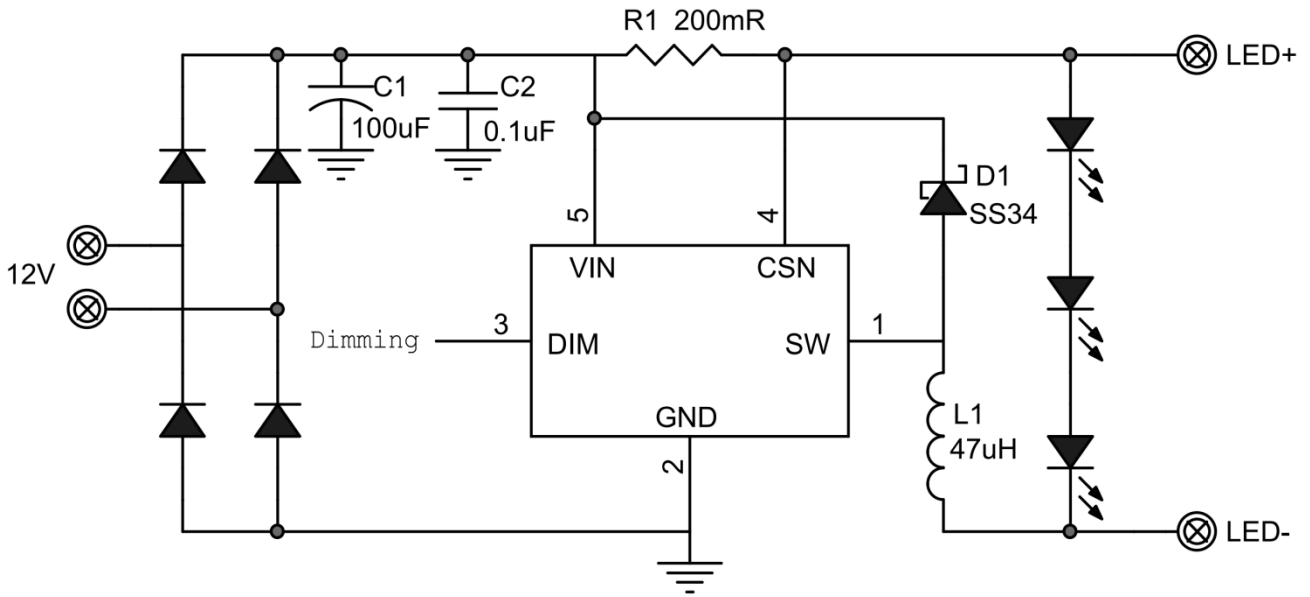 R1 200mR
LED+
C1
100uF
C2
0.1uF
D1
SS34
5
4
12V
VIN
CSN
Dimming
3
DIM
SW
1
GND
2
L1
47uH
LED-